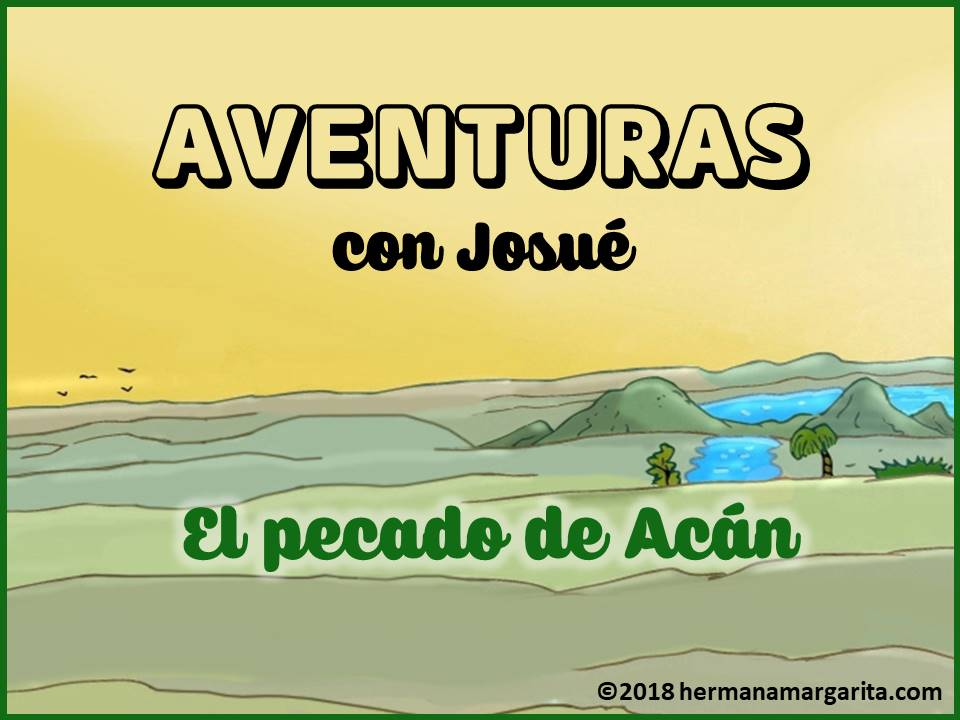 AVENTURAS
con Josué
El pecado de Acán
©2018 hermanamargarita.com